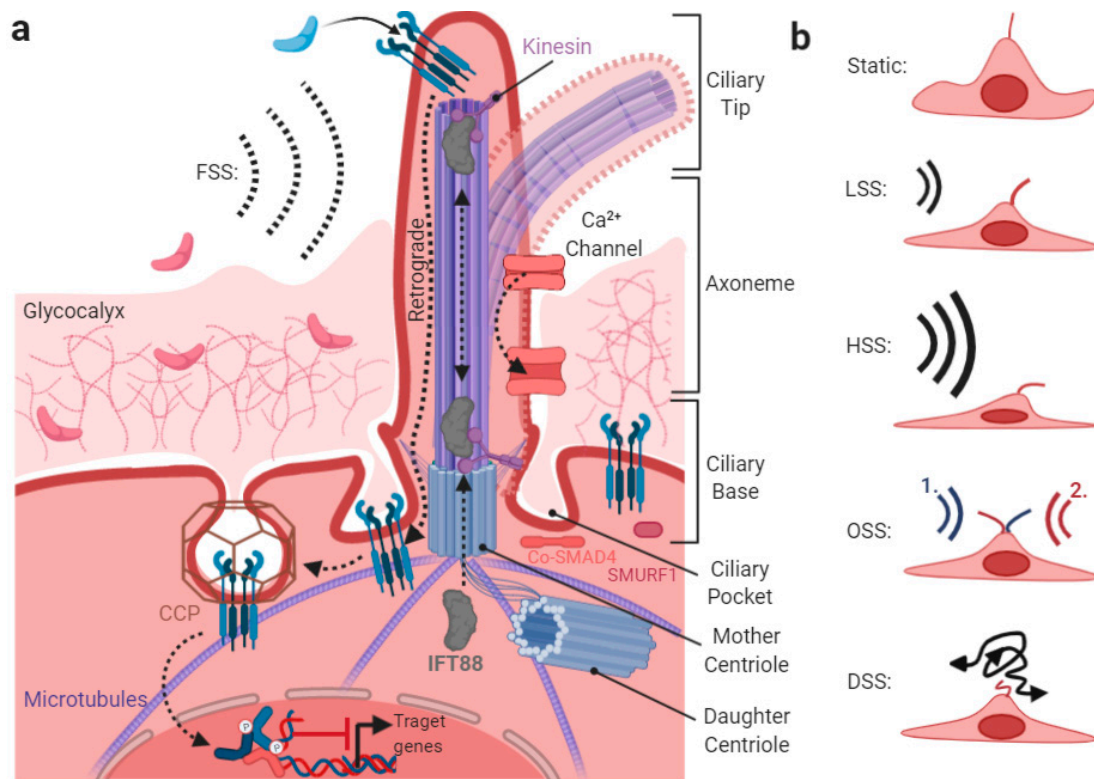 a
Kinesin
Ciliary
Tip
FSS:
Ca²⁺
Channel
Retrograde
Axoneme
Glycocalyx
Ciliary
Base
Co-SMAD4
SMURF1
CCP
Ciliary
Pocket
IFT88
Mother
Centriole
Microtubules
Daughter
Centriole
P
P
Traget
genes
b
Static:
LSS:
HSS:
1.
2.
OSS:
DSS: